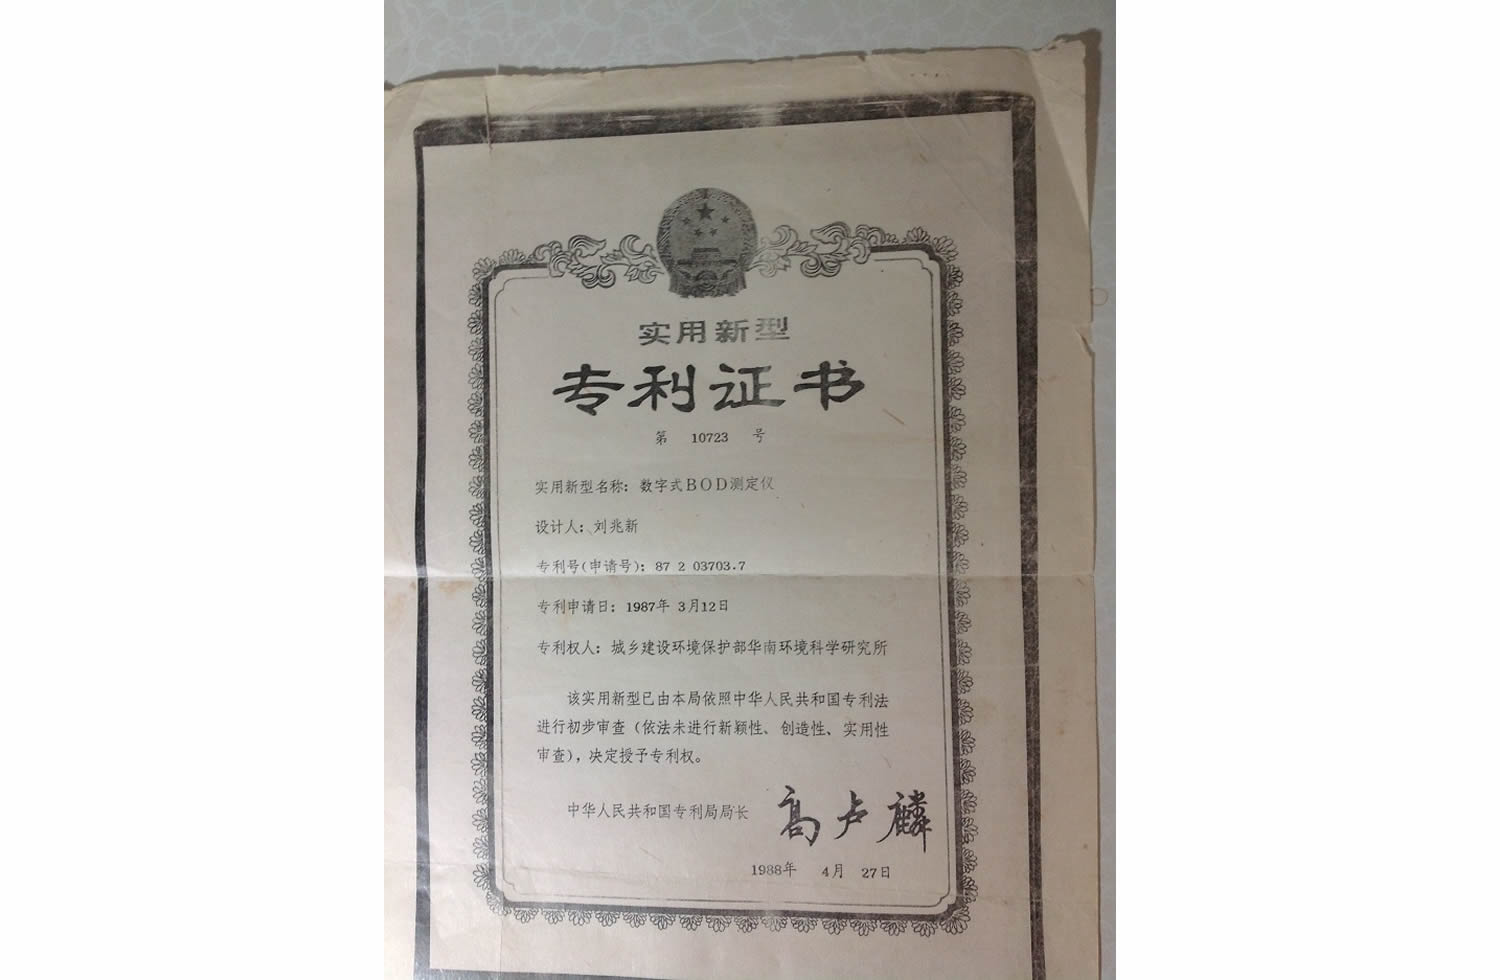 实用新型
专利证书
第 10723 号
实用新型名称：数字式BOD测定仪
设计人：刘兆新
专利号(申请号)：87 2 03703.7
专利申请日：1987年 3月12日
专利权人：城乡建设环境保护部华南环境科学研究所
该实用新型已由本局依照中华人民共和国专利法
进行初步审查（依法未进行新颖性、创造性、实用性
审查），决定授予专利权。
中华人民共和国专利局局长 高卢麟
1988年 4月 27日